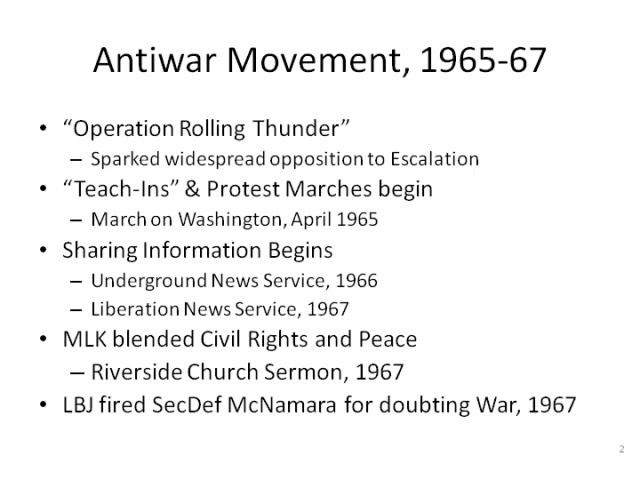 Antiwar Movement, 1965-67
• “Operation Rolling Thunder”
– Sparked widespread opposition to Escalation
• “Teach-Ins” & Protest Marches begin
– March on Washington, April 1965
• Sharing Information Begins
– Underground News Service, 1966
– Liberation News Service, 1967
• MLK blended Civil Rights and Peace
– Riverside Church Sermon, 1967
• LBJ fired SecDef McNamara for doubting War, 1967
2